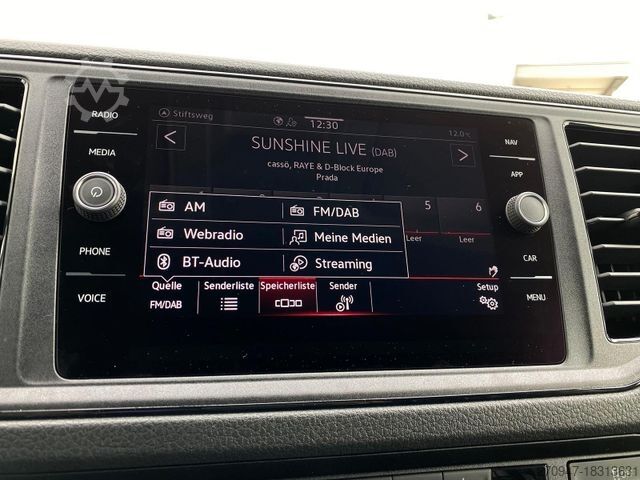 RADIO
MEDIA
PHONE
VOICE
NAV
APP
CAR
MENU
Stiftsweg
12:30
12.0°C
SUNSHINE LIVE (DAB)
cassö, RAYE & D-Block Europe
Prada
AM
FM/DAB
Webradio
Meine Medien
BT-Audio
Streaming
5
6
Leer
Leer
Quelle
FM/DAB
Senderliste
Speicherliste
Sender
Setup
70947-18313631